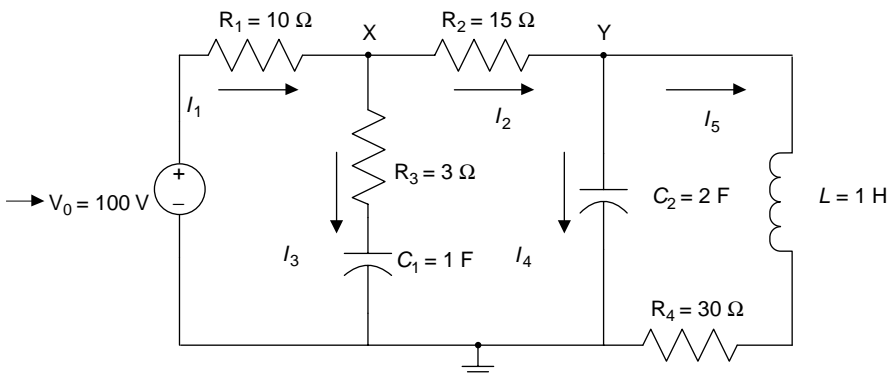 R1 = 10 Ω
X
R2 = 15 Ω
Y
I1
I2
I5
+
R3 = 3 Ω
V0 = 100 V
–
C2 = 2 F
L = 1 H
I3
C1 = 1 F
I4
R4 = 30 Ω